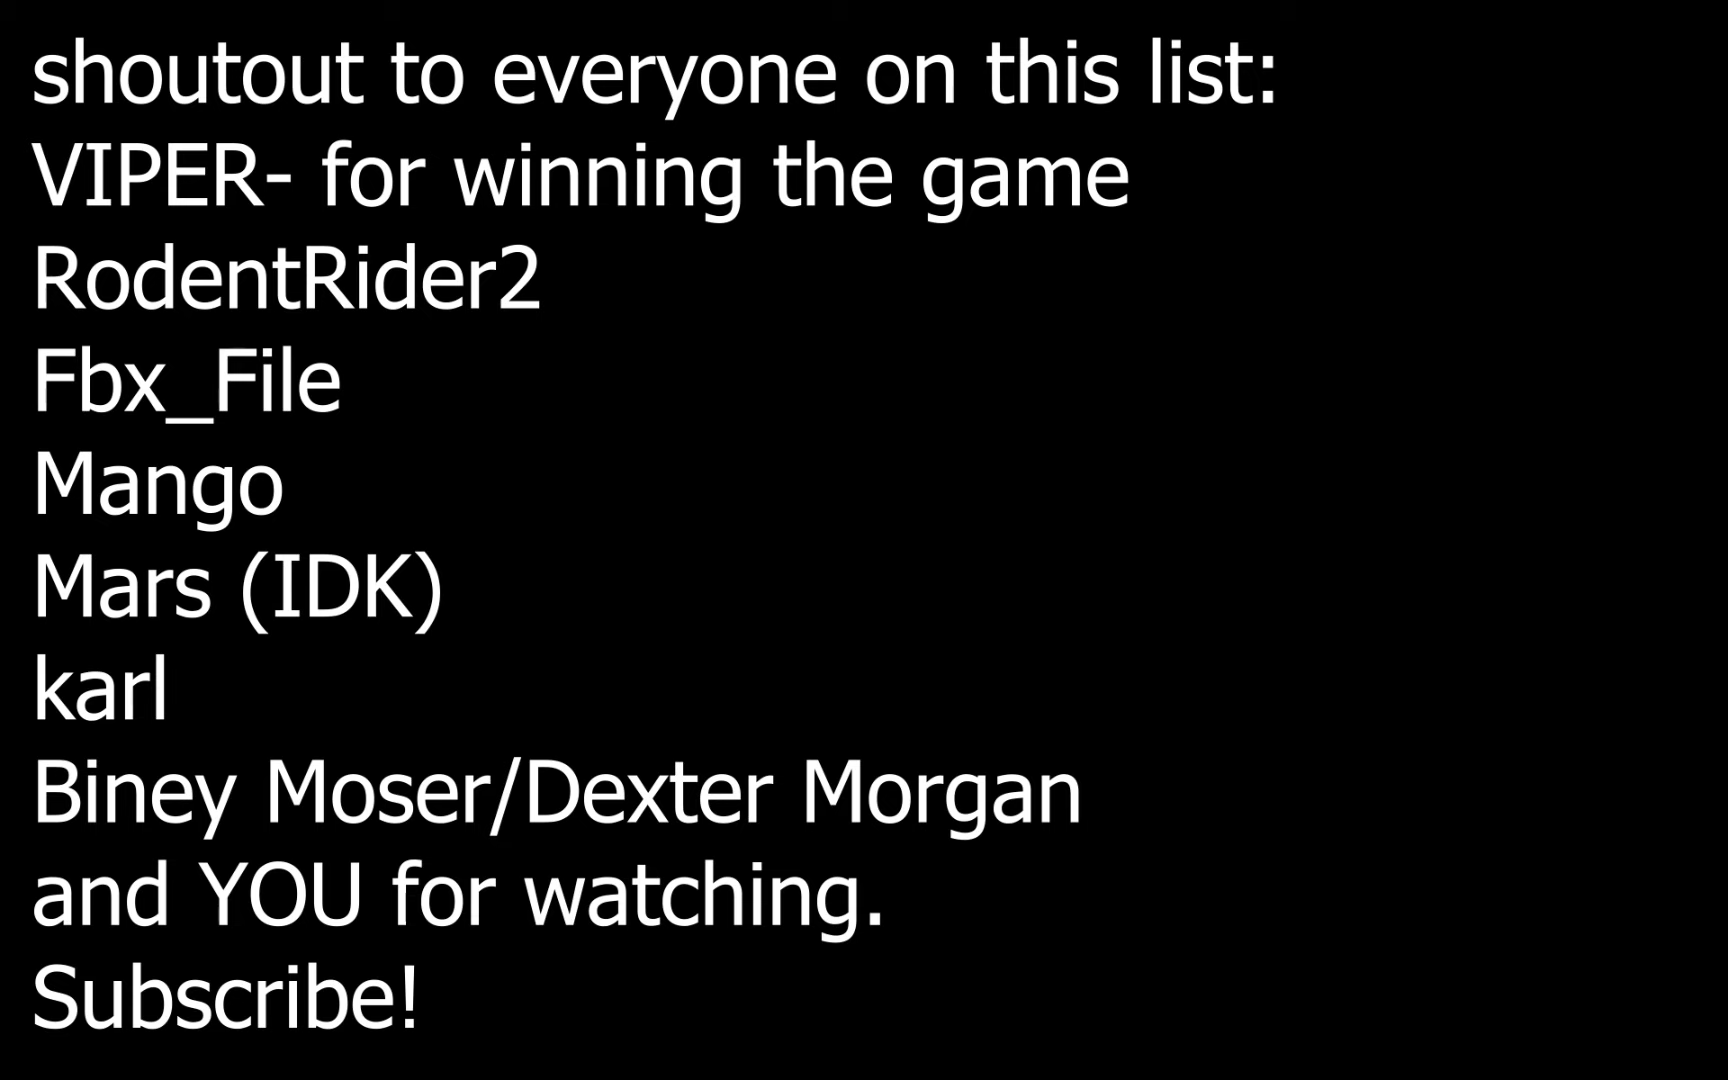 shoutout to everyone on this list:
VIPER- for winning the game
RodentRider2
Fbx_File
Mango
Mars (IDK)
karl
Biney Moser/Dexter Morgan
and YOU for watching.
Subscribe!